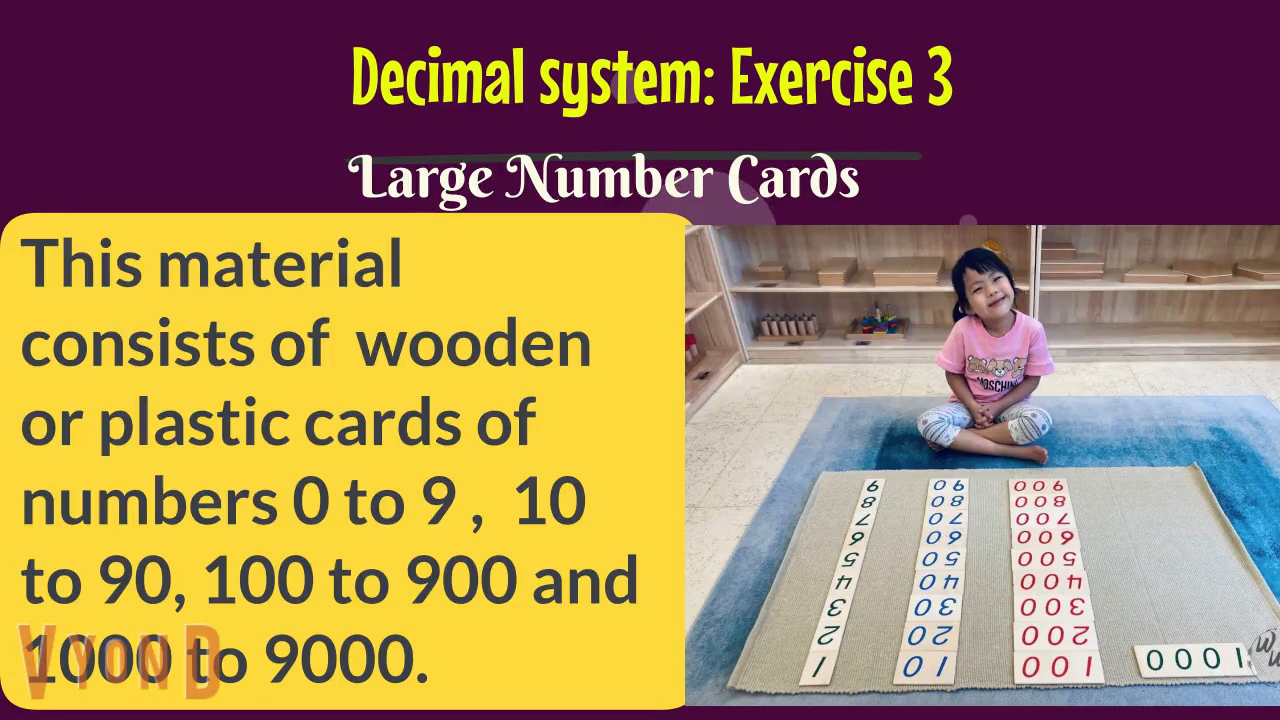 Decimal system: Exercise 3
Large Number Cards
This material
consists of wooden
or plastic cards of
numbers 0 to 9 , 10
to 90, 100 to 900 and
1000 to 9000.
VYOND
MOSCHINO
9 90 900
8 80 800
7 70 700
6 60 600
5 50 500
4 40 400
3 30 300
2 20 200
1 10 100 1000